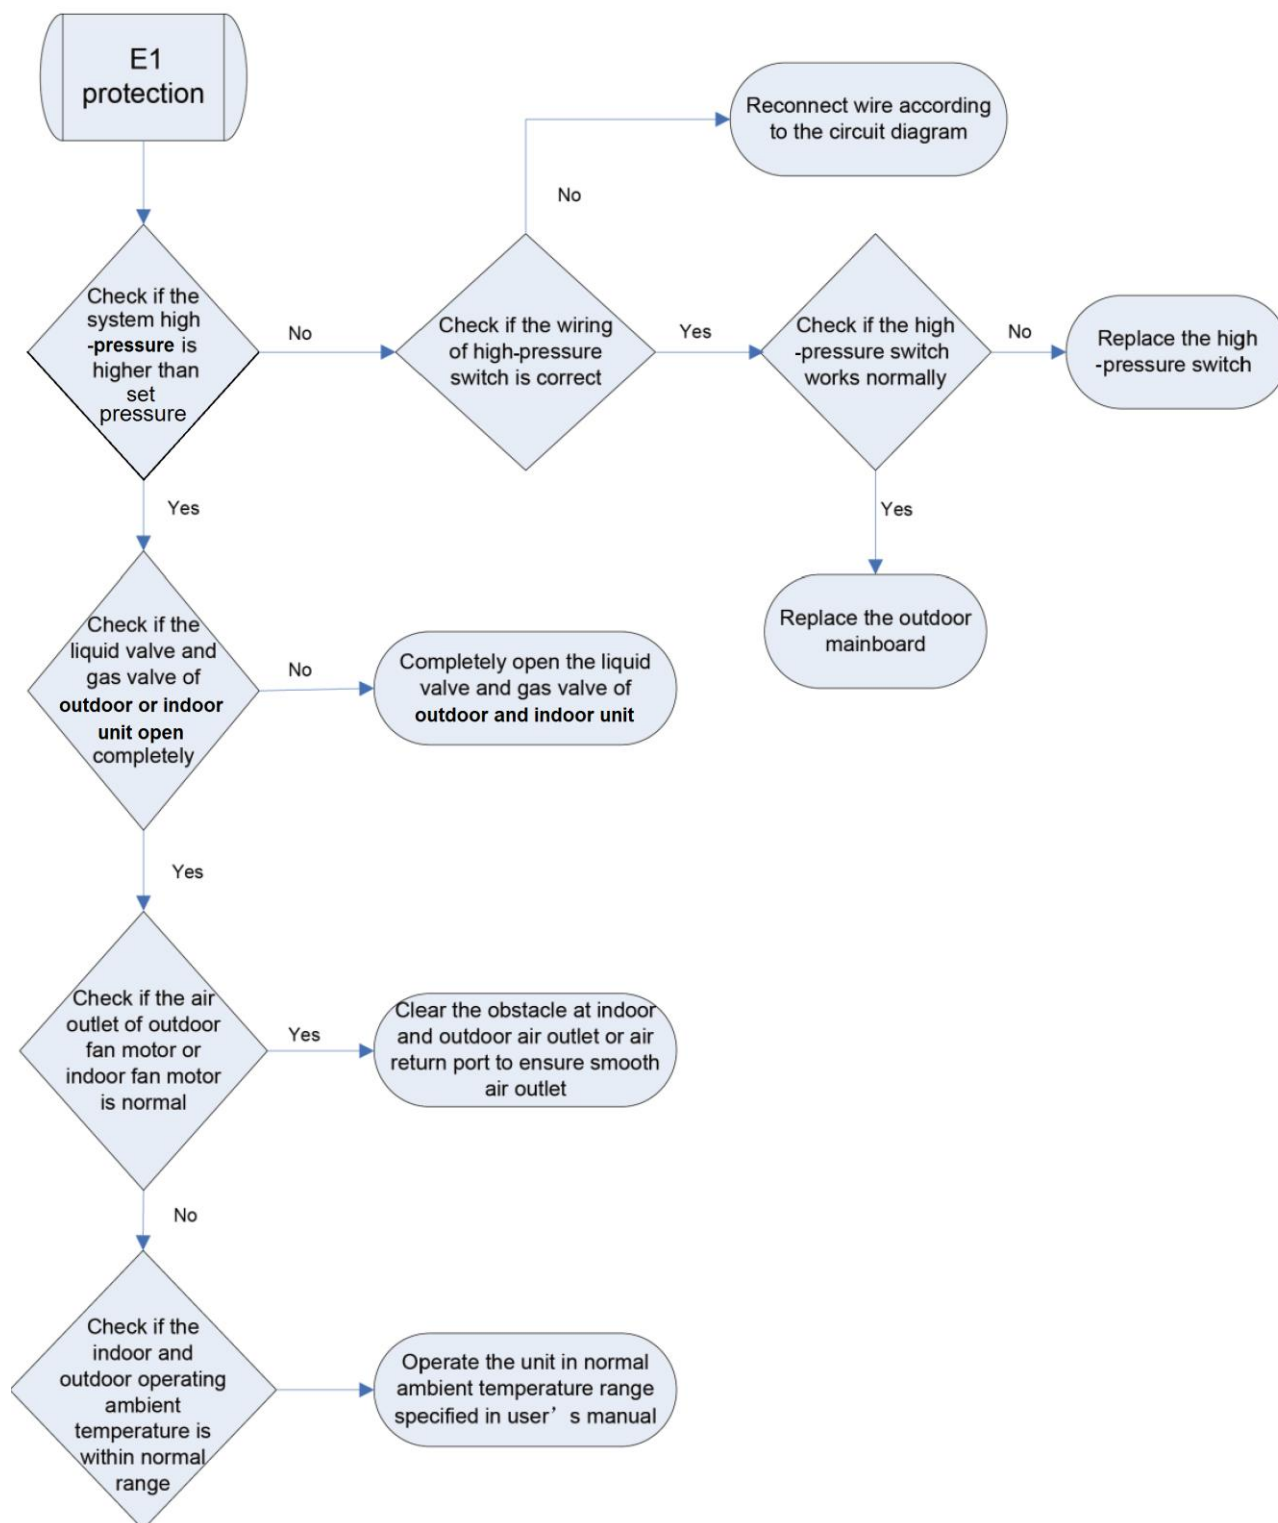 E1
protection
Reconnect wire according
to the circuit diagram
No
Check if the
system high
-pressure is
higher than
set
pressure
No
Check if the wiring
of high-pressure
switch is correct
Yes
Check if the high
-pressure switch
works normally
No
Replace the high
-pressure switch
Yes
Yes
Replace the outdoor
mainboard
Check if the
liquid valve and
gas valve of
outdoor or indoor
unit open
completely
No
Completely open the liquid
valve and gas valve of
outdoor and indoor unit
Yes
Check if the air
outlet of outdoor
fan motor or
indoor fan motor
is normal
Yes
Clear the obstacle at indoor
and outdoor air outlet or air
return port to ensure smooth
air outlet
No
Check if the
indoor and
outdoor operating
ambient
temperature is
within normal
range
Operate the unit in normal
ambient temperature range
specified in user’ s manual